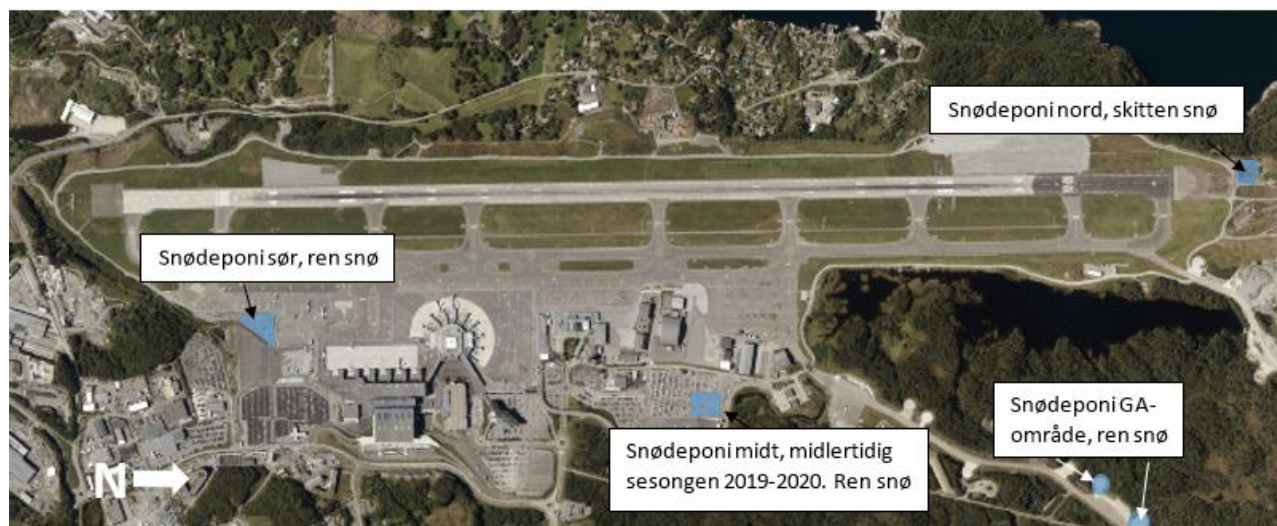 Snødeponi nord, skitten snø
Snødeponi sør, ren snø
Snødeponi GA-
område, ren snø
Snødeponi midt, midlertidig
sesongen 2019-2020. Ren snø
N